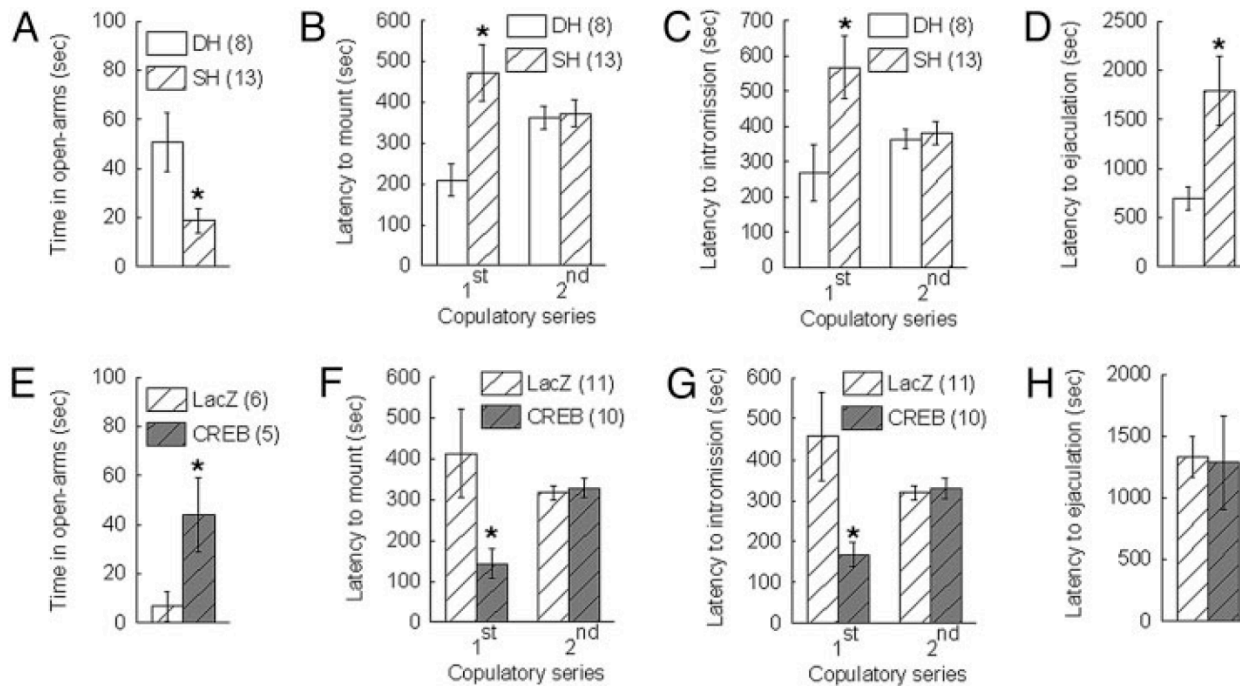 A
Time in open-arms (sec)
100
80
60
40
20
0
DH (8)
SH (13)
*
B
Latency to mount (sec)
600
500
400
300
200
100
0
DH (8)
SH (13)
*
1st
2nd
Copulatory series
C
Latency to intromission (sec)
700
600
500
400
300
200
100
0
DH (8)
SH (13)
*
1st
2nd
Copulatory series
D
Latency to ejaculation (sec)
2500
2000
1500
1000
500
0
*
E
Time in open-arms (sec)
100
80
60
40
20
0
LacZ (6)
CREB (5)
*
F
Latency to mount (sec)
600
500
400
300
200
100
0
LacZ (11)
CREB (10)
*
1st
2nd
Copulatory series
G
Latency to intromission (sec)
600
500
400
300
200
100
0
LacZ (11)
CREB (10)
*
1st
2nd
Copulatory series
H
Latency to ejaculation (sec)
2000
1500
1000
500
0